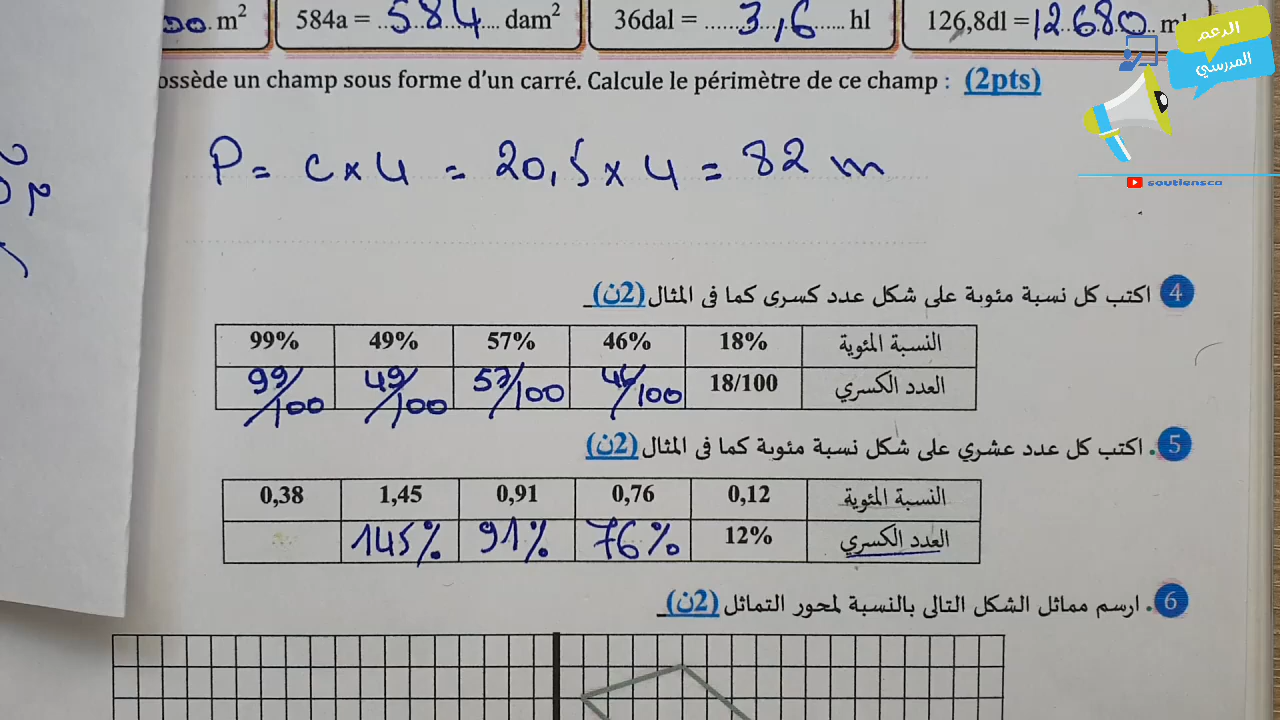 00 m²
584a = ...584... dam²
36dal = ......3,6...... hl
126,8dl = 12680...
الدعم
المدرسي
soutiensco
ossède un champ sous forme d'un carré. Calcule le périmètre de ce champ : (2pts)
P = c x 4 = 20,5 x 4 = 82 m
4 اكتب كل نسبة مئوية على شكل عدد كسري كما في المثال (2ن)
99% 49% 57% 46% 18% النسبة المئوية
99/100 49/100 57/100 46/100 18/100 العدد الكسري
5. اكتب كل عدد عشري على شكل نسبة مئوية كما في المثال (2ن)
0,38 1,45 0,91 0,76 0,12 النسبة المئوية
145% 91% 76% 12% العدد الكسري
6. ارسم مماثل الشكل التالي بالنسبة لمحور التماثل (2ن)